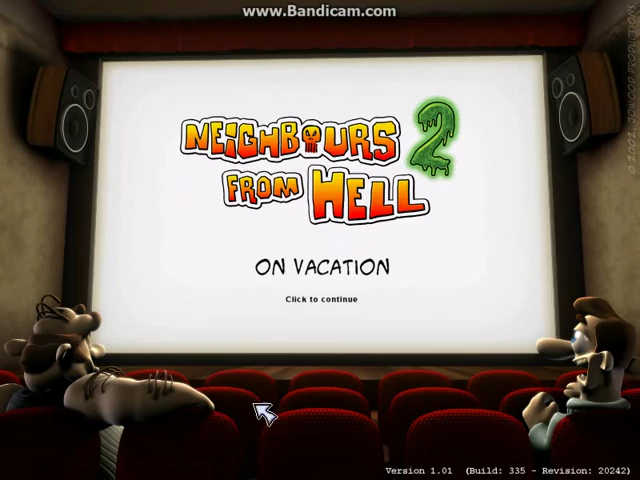 www.Bandicam.com
NEIGHBOURS 2
FROM HELL
ON VACATION
Click to continue
Version 1.01 (Build: 335 - Revision: 20242)